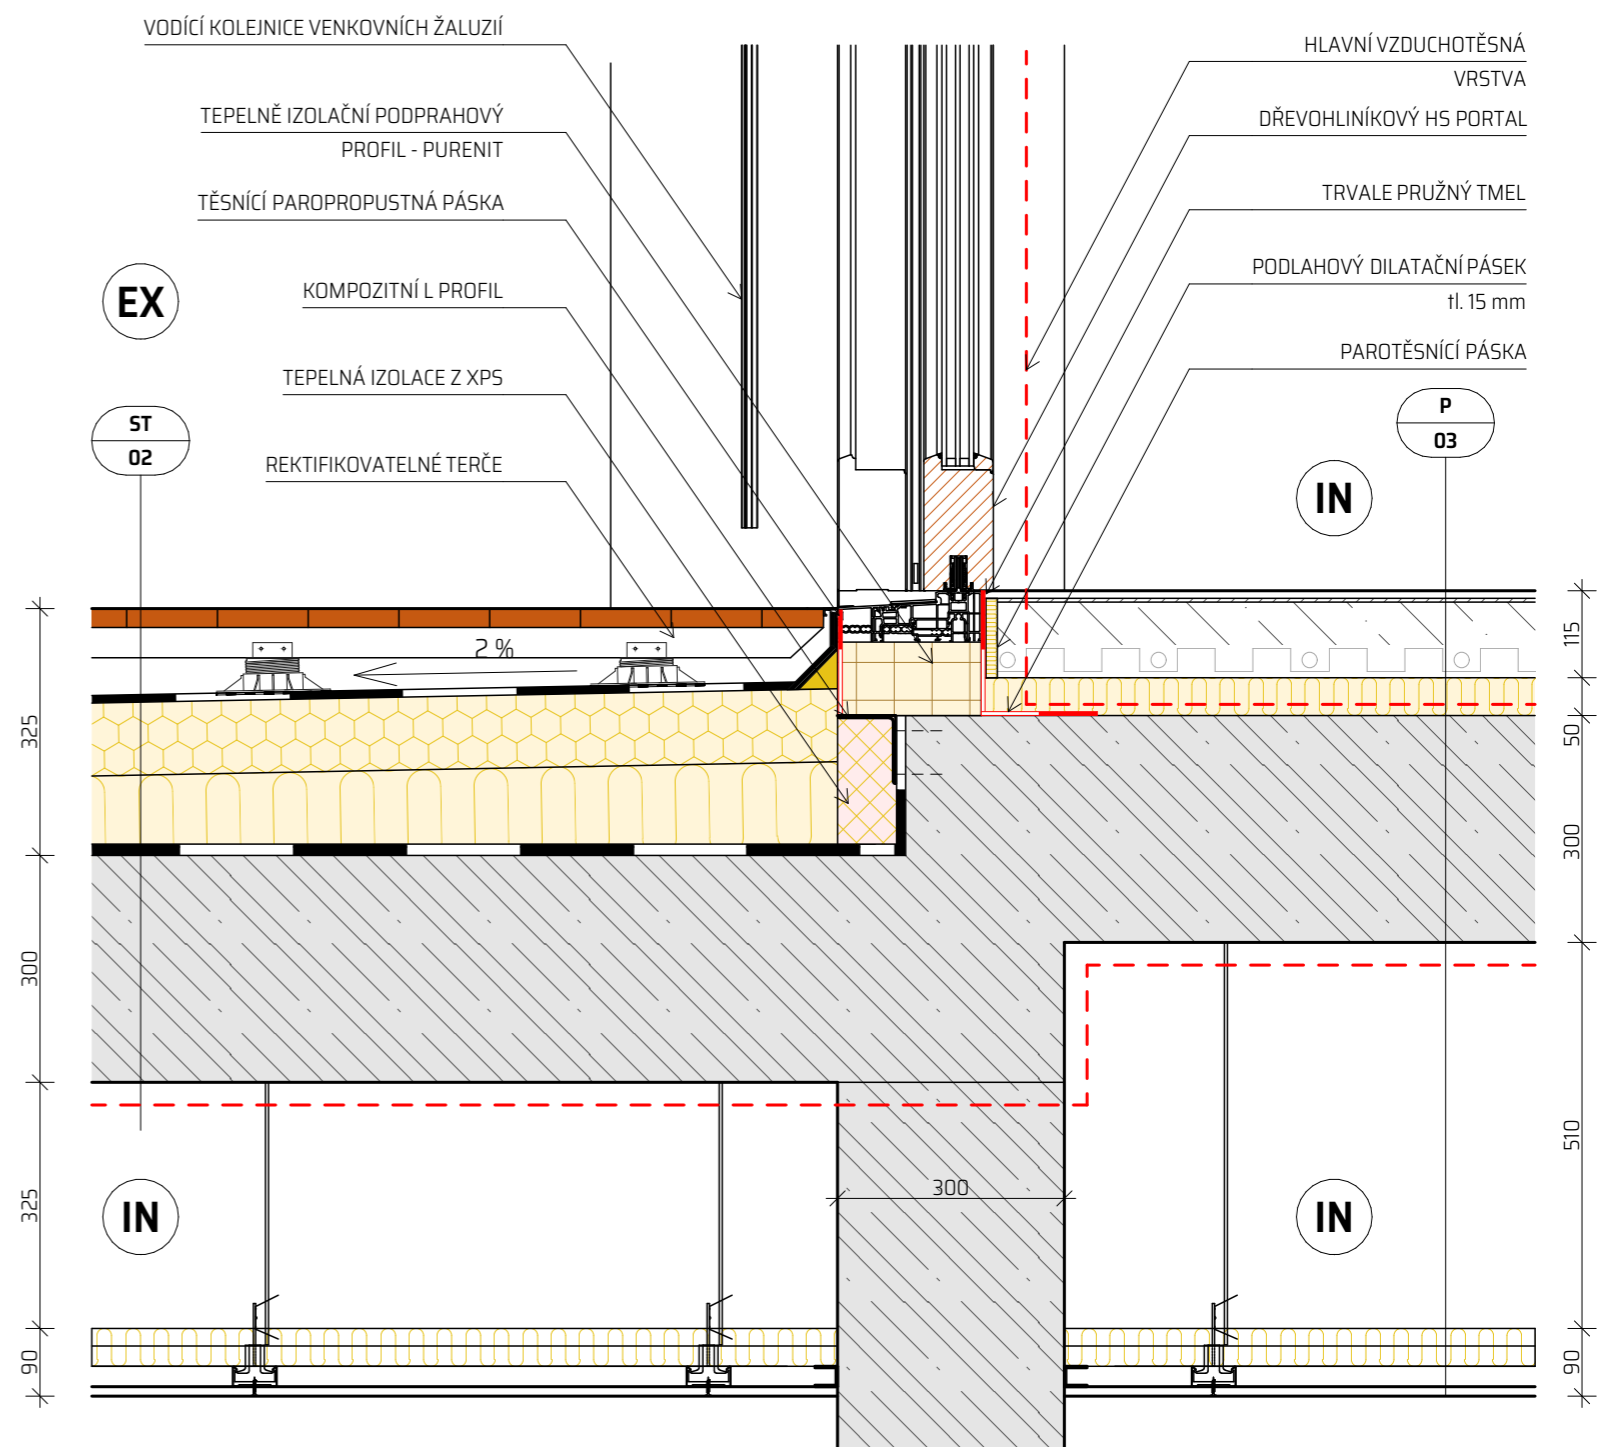 VODÍCÍ KOLEJNICE VENKOVNÍCH ŽALUZIÍ
TEPELNĚ IZOLAČNÍ PODPRAHOVÝ
PROFIL - PURENIT
TĚSNÍCÍ PAROPROPUSTNÁ PÁSKA
KOMPOZITNÍ L PROFIL
TEPELNÁ IZOLACE Z XPS
REKTIFIKOVATELNÉ TERČE
HLAVNÍ VZDUCHOTĚSNÁ
VRSTVA
DŘEVOHLINÍKOVÝ HS PORTAL
TRVALE PRUŽNÝ TMEL
PODLAHOVÝ DILATAČNÍ PÁSEK
tl. 15 mm
PAROTĚSNÍCÍ PÁSKA
EX
ST
02
P
03
IN
2 %
325
300
325
90
115
50
300
510
90
300
IN
IN